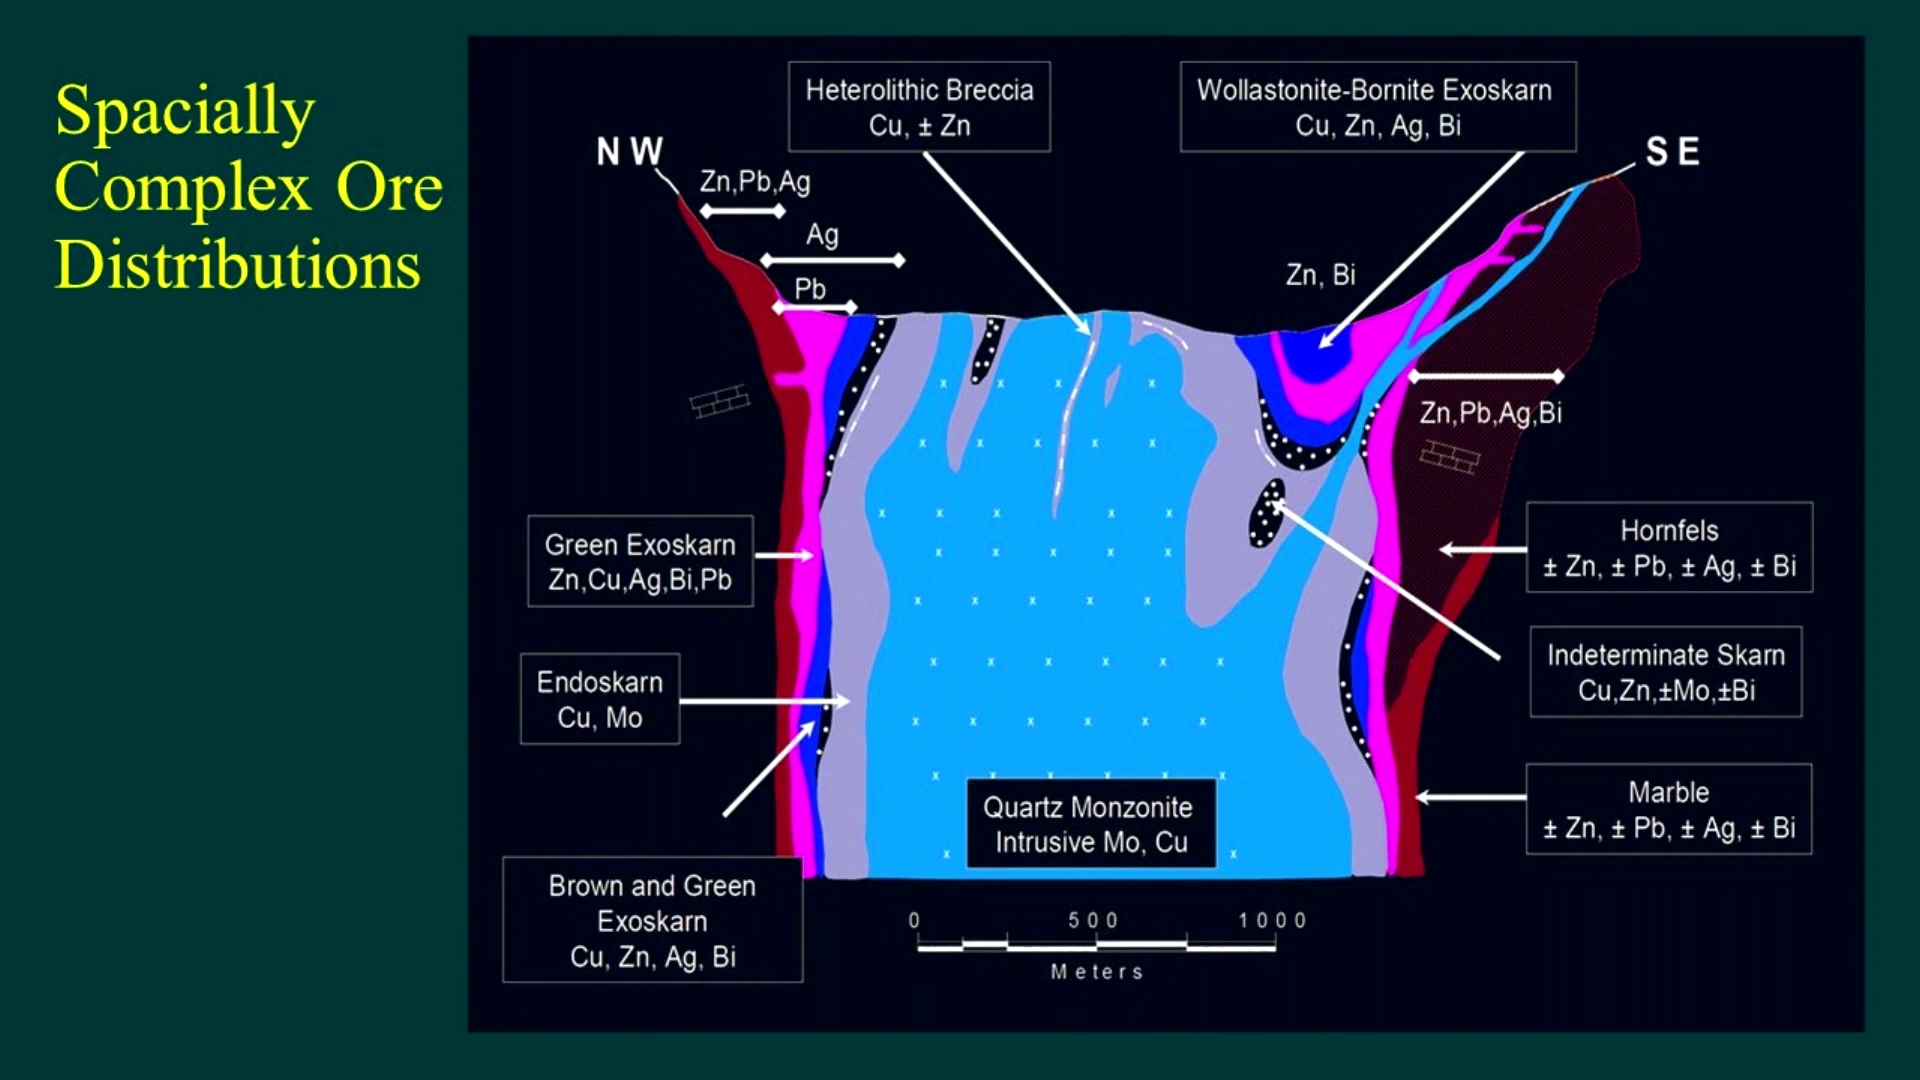 Spacially
Complex Ore
Distributions
Heterolithic Breccia
Cu, ± Zn
Wollastonite-Bornite Exoskarn
Cu, Zn, Ag, Bi
N W
S E
Zn,Pb,Ag
Ag
Pb
Zn, Bi
Zn,Pb,Ag,Bi
Green Exoskarn
Zn,Cu,Ag,Bi,Pb
Hornfels
± Zn, ± Pb, ± Ag, ± Bi
Endoskarn
Cu, Mo
Indeterminate Skarn
Cu,Zn,±Mo,±Bi
Quartz Monzonite
Intrusive Mo, Cu
Marble
± Zn, ± Pb, ± Ag, ± Bi
Brown and Green
Exoskarn
Cu, Zn, Ag, Bi
0 500 1000
Meters